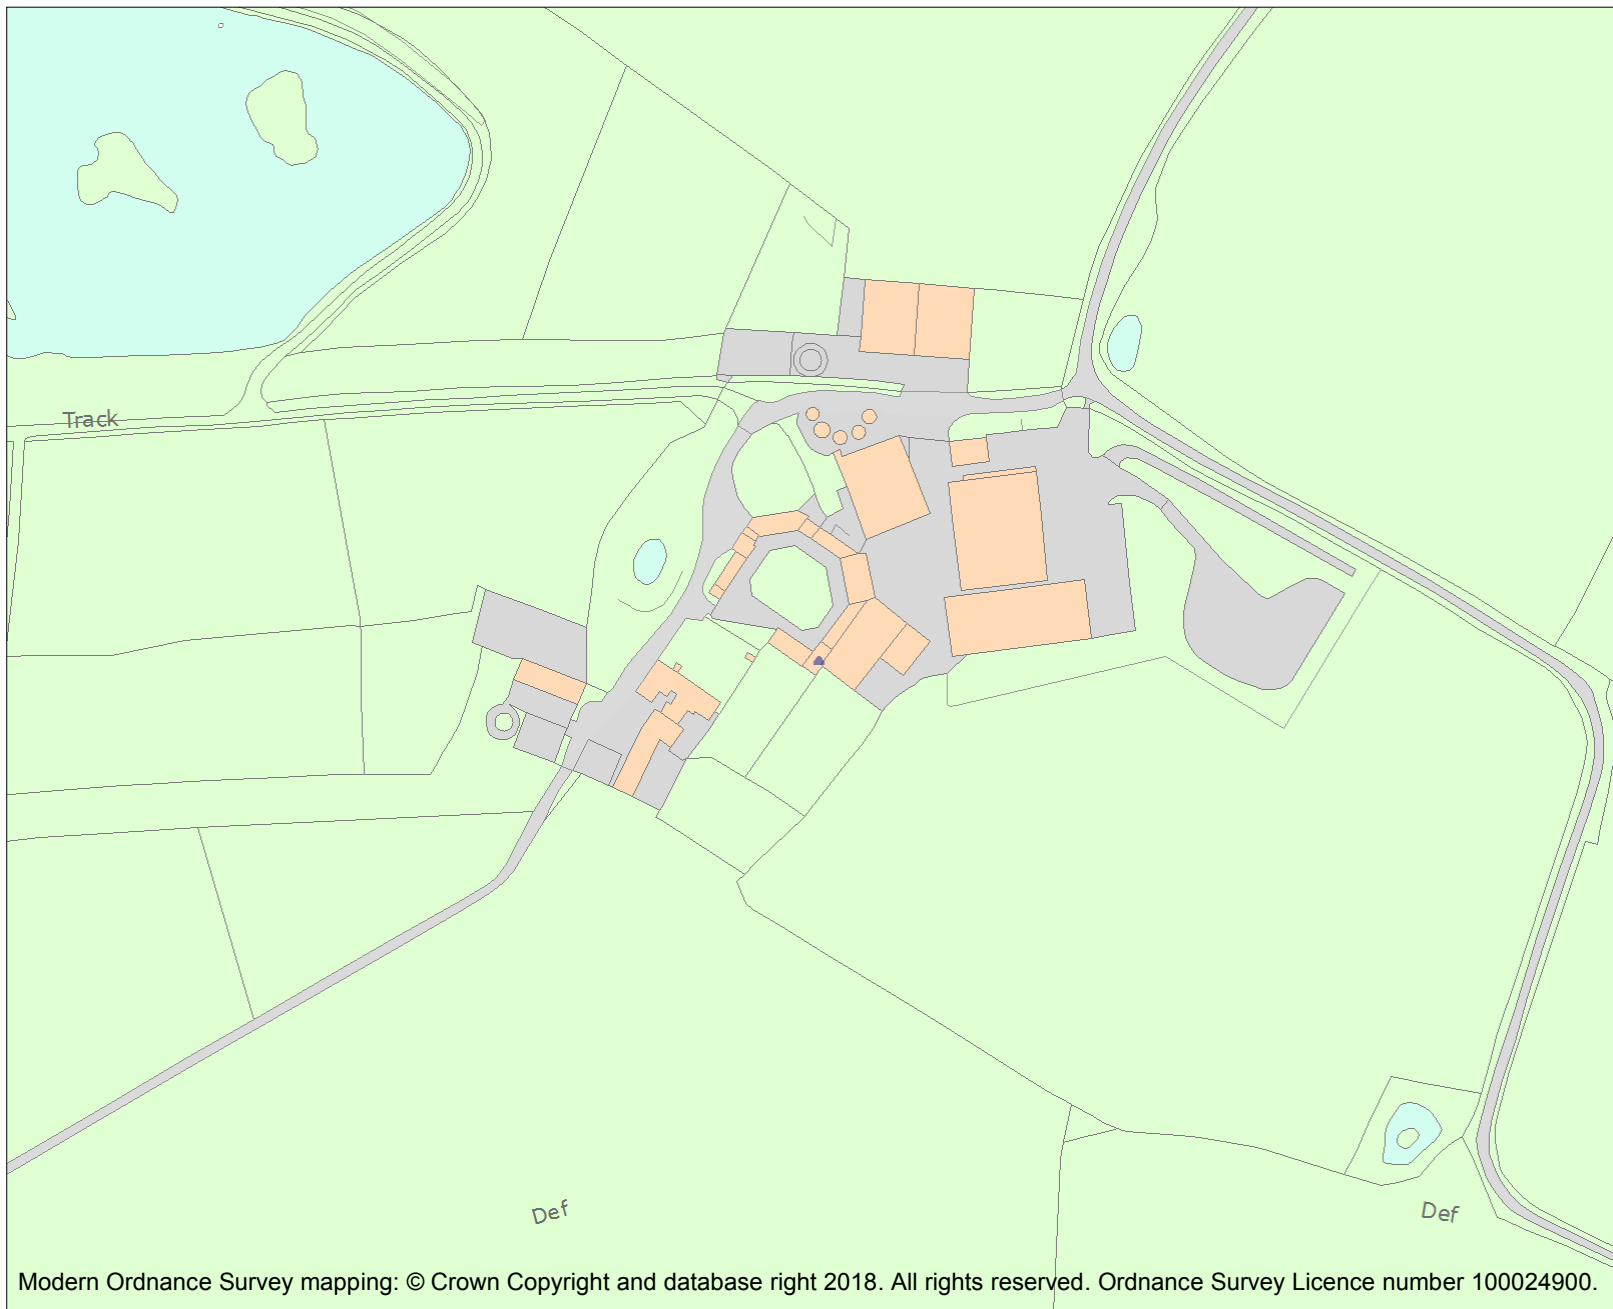 Track
Def
Def
Modern Ordnance Survey mapping: © Crown Copyright and database right 2018. All rights reserved. Ordnance Survey Licence number 100024900.